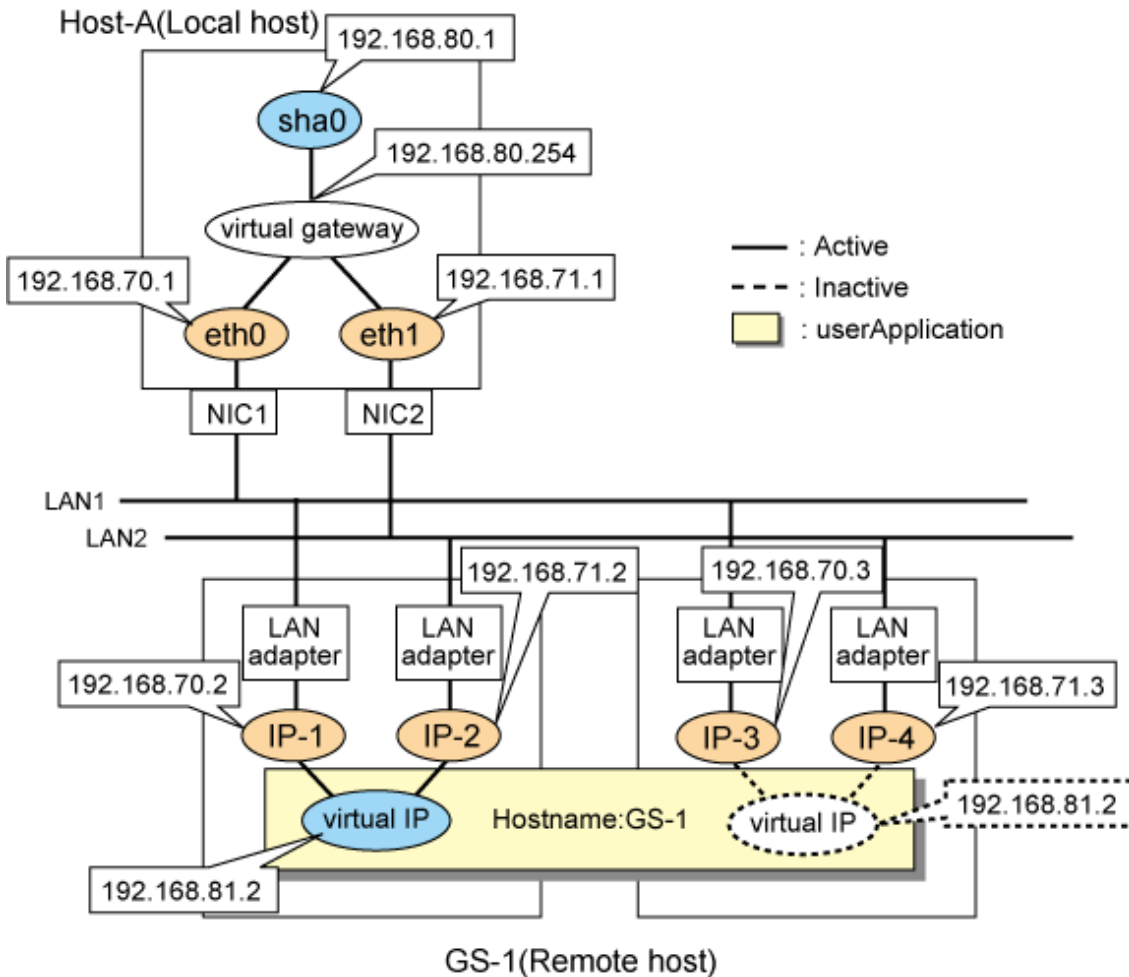 Host-A(Local host)
192.168.80.1
sha0
192.168.80.254
virtual gateway
192.168.70.1
192.168.71.1
eth0
eth1
NIC1
NIC2
: Active
: Inactive
: userApplication
LAN1
LAN2
192.168.71.2
192.168.70.3
LAN
adapter
LAN
adapter
LAN
adapter
LAN
adapter
192.168.70.2
192.168.71.3
IP-1
IP-2
IP-3
IP-4
virtual IP
Hostname:GS-1
virtual IP
192.168.81.2
192.168.81.2
GS-1(Remote host)